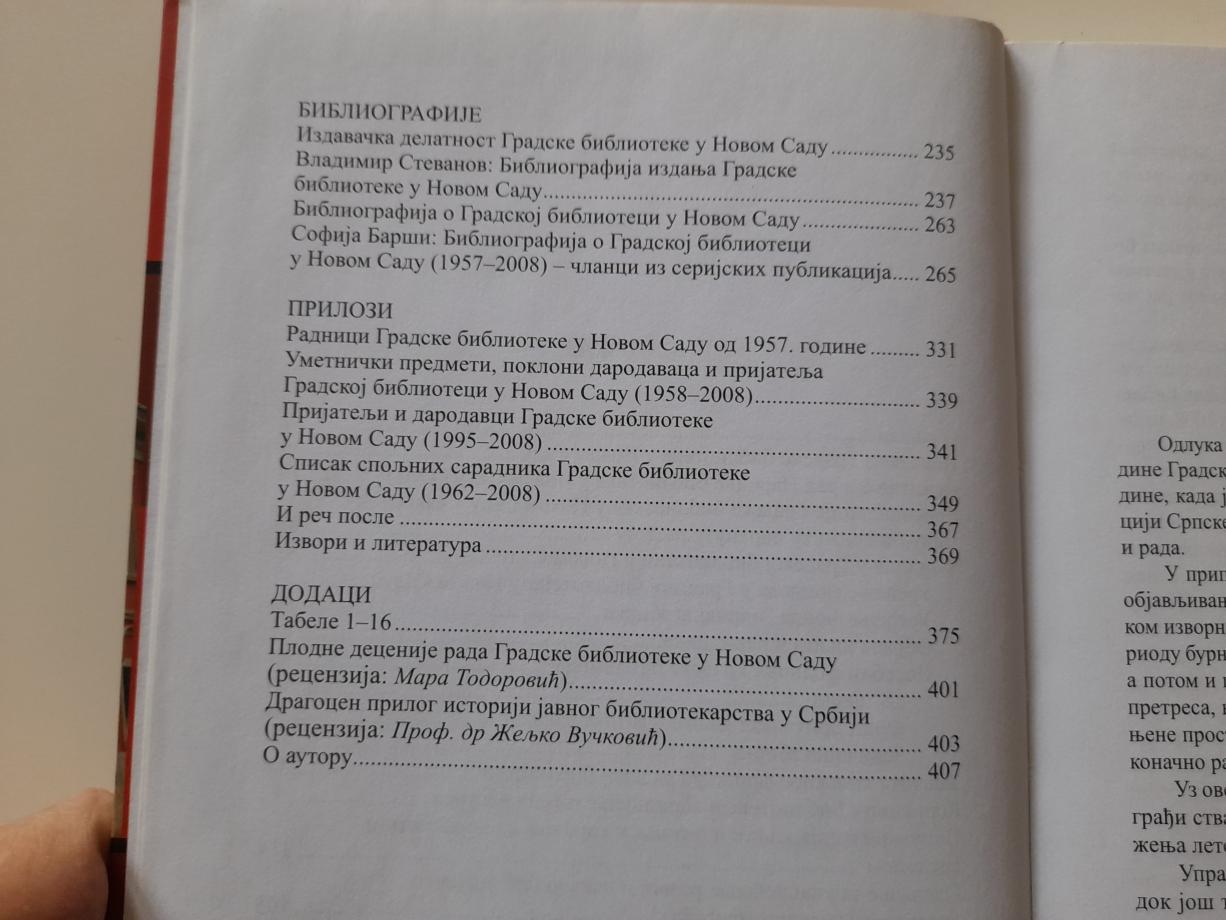 БИБЛИОГРАФИЈЕ
Издавачка делатност Градске библиотеке у Новом Саду ................ 235
Владимир Стеванов: Библиографија издања Градске
библиотеке у Новом Саду...................................................................... 237
Библиографија о Градској библиотеци у Новом Саду ..................... 263
Софија Барши: Библиографија о Градској библиотеци
у Новом Саду (1957–2008) – чланци из серијских публикација..... 265
ПРИЛОЗИ
Радници Градске библиотеке у Новом Саду од 1957. године ......... 331
Уметнички предмети, поклони дародаваца и пријатеља
Градској библиотеци у Новом Саду (1958–2008)............................... 339
Пријатељи и дародавци Градске библиотеке
у Новом Саду (1995–2008) .................................................................... 341
Списак спољних сарадника Градске библиотеке
у Новом Саду (1962–2008) .................................................................... 349
И реч после ............................................................................................... 367
Извори и литература ................................................................................ 369
ДОДАЦИ
Табеле 1–16 ................................................................................................ 375
Плодне деценије рада Градске библиотеке у Новом Саду
(рецензија: Мара Тодоровић)................................................................. 401
Драгоцен прилог историји јавног библиотекарства у Србији
(рецензија: Проф. др Жељко Вучковић)............................................... 403
О аутору...................................................................................................... 407
Одлука
дине Градск
дине, када ј
цији Српске
и рада.
У прип
објављиван
ком изворн
риоду бурн
а потом и
претреса,
њене прос
коначно ра
Уз ов
грађи ства
жења лет
Упра
док још